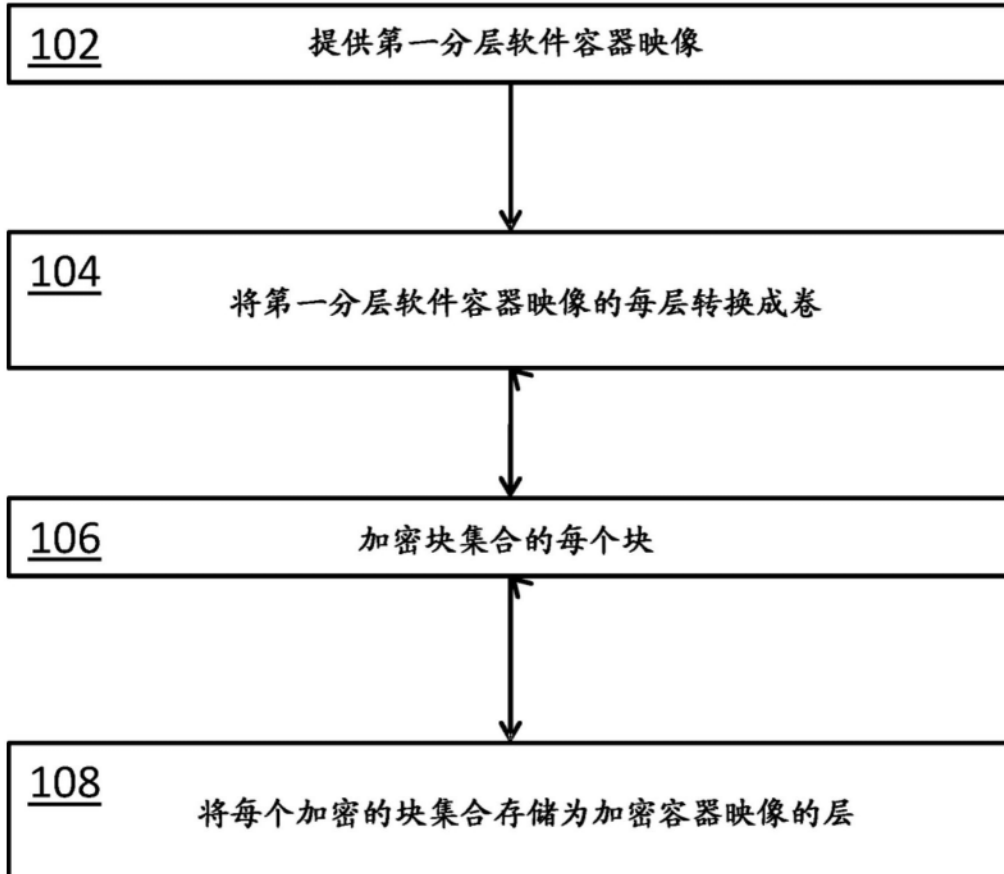 102 提供第一分层软件容器映像
104
将第一分层软件容器映像的每层转换成卷
106 加密块集合的每个块
108
将每个加密的块集合存储为加密容器映像的层